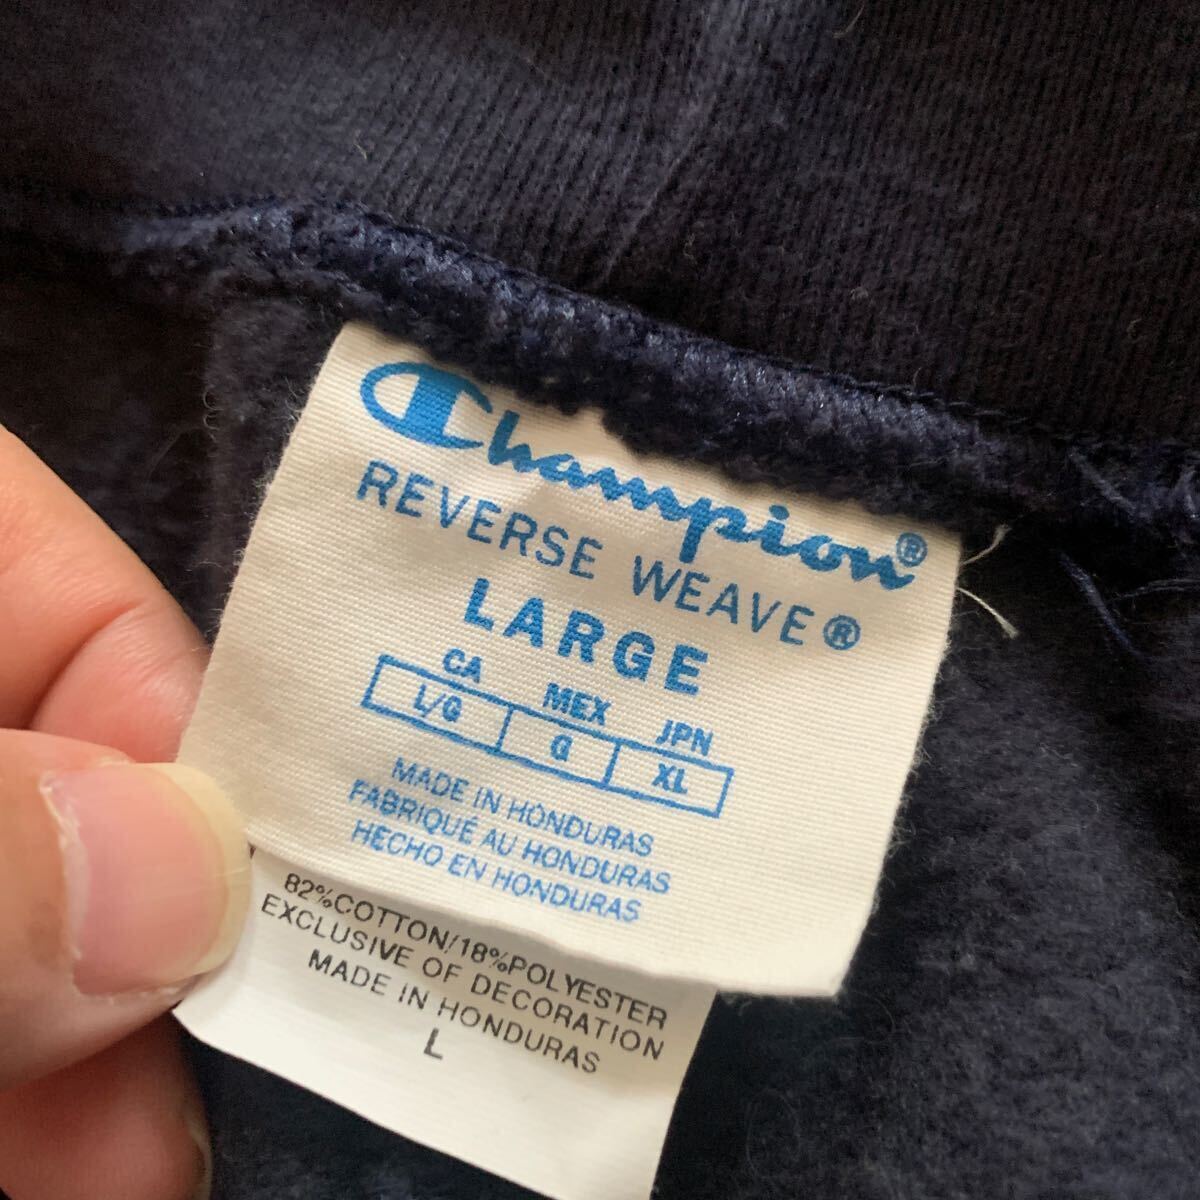 Champion®
REVERSE WEAVE®
LARGE
CA MEX JPN
L/G G XL
MADE IN HONDURAS
FABRIQUÉ AU HONDURAS
HECHO EN HONDURAS
82%COTTON/18%POLYESTER
EXCLUSIVE OF DECORATION
MADE IN HONDURAS
L